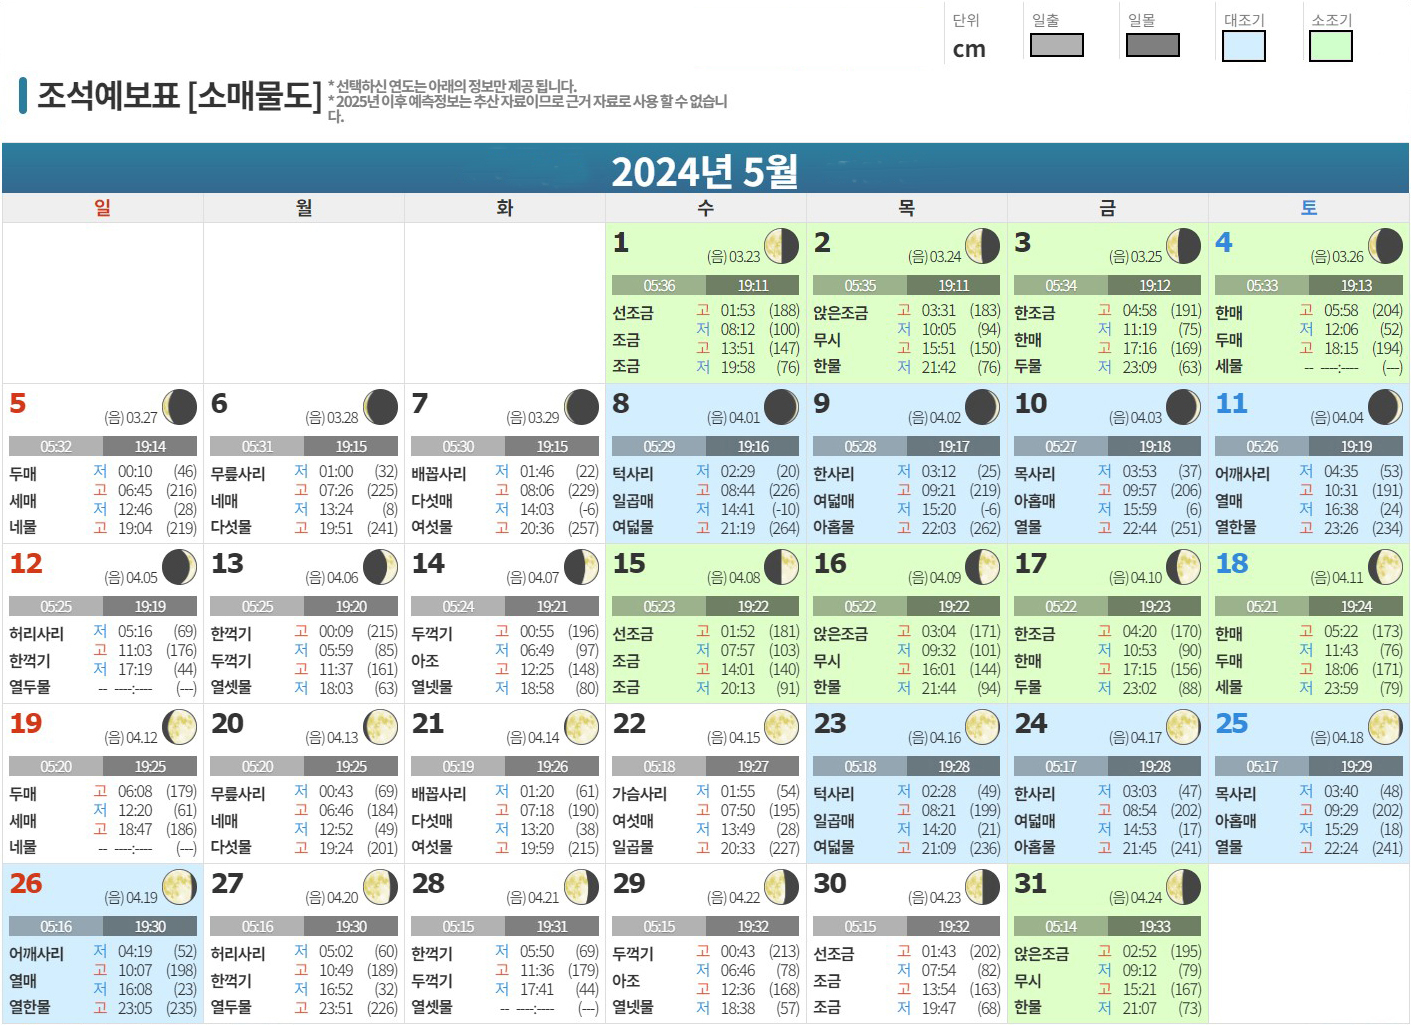 단위 일출 일몰 대조기 소조기
cm
조석예보표 [소매물도]
* 선택하신 연도는 아래의 정보만 제공 됩니다.
* 2025년 이후 예측정보는 추산 자료이므로 근거 자료로 사용 할 수 없습니
다.
2024년 5월
일 월 화 수 목 금 토
1 (음) 03.23 2 (음) 03.24 3 (음) 03.25 4 (음) 03.26
05:36 19:11 05:35 19:11 05:34 19:12 05:33 19:13
선조금 조금 조금
고 01:53 (188)
저 08:12 (100)
고 13:51 (147)
저 19:58 (76)
앉은조금 무시 한물
고 03:31 (183)
저 10:05 (94)
고 15:51 (150)
저 21:42 (76)
한조금 한매 두물
고 04:58 (191)
저 11:19 (75)
고 17:16 (169)
저 23:09 (63)
한매 두매 세물
고 05:58 (204)
저 12:06 (52)
고 18:15 (194)
-- ----:---- (---)
5 (음) 03.27 6 (음) 03.28 7 (음) 03.29 8 (음) 04.01 9 (음) 04.02 10 (음) 04.03 11 (음) 04.04
05:32 19:14 05:31 19:15 05:30 19:15 05:29 19:16 05:28 19:17 05:27 19:18 05:26 19:19
두매 세매 네물
저 00:10 (46)
고 06:45 (216)
저 12:46 (28)
고 19:04 (219)
무릎사리 네매 다섯물
저 01:00 (32)
고 07:26 (225)
저 13:24 (8)
고 19:51 (241)
배꼽사리 다섯매 여섯물
저 01:46 (22)
고 08:06 (229)
저 14:03 (-6)
고 20:36 (257)
턱사리 일곱매 여덟물
저 02:29 (20)
고 08:44 (226)
저 14:41 (-10)
고 21:19 (264)
한사리 여덟매 아홉물
저 03:12 (25)
고 09:21 (219)
저 15:20 (-6)
고 22:03 (262)
목사리 아홉매 열물
저 03:53 (37)
고 09:57 (206)
저 15:59 (6)
고 22:44 (251)
어깨사리 열매 열한물
저 04:35 (53)
고 10:31 (191)
저 16:38 (24)
고 23:26 (234)
12 (음) 04.05 13 (음) 04.06 14 (음) 04.07 15 (음) 04.08 16 (음) 04.09 17 (음) 04.10 18 (음) 04.11
05:25 19:19 05:25 19:20 05:24 19:21 05:23 19:22 05:22 19:22 05:22 19:23 05:21 19:24
허리사리 한꺽기 열두물
저 05:16 (69)
고 11:03 (176)
저 17:19 (44)
-- ----:---- (---)
한꺽기 두꺽기 열셋물
고 00:09 (215)
저 05:59 (85)
고 11:37 (161)
저 18:03 (63)
두꺽기 아조 열넷물
고 00:55 (196)
저 06:49 (97)
고 12:25 (148)
저 18:58 (80)
선조금 조금 조금
고 01:52 (181)
저 07:57 (103)
고 14:01 (140)
저 20:13 (91)
앉은조금 무시 한물
고 03:04 (171)
저 09:32 (101)
고 16:01 (144)
저 21:44 (94)
한조금 한매 두물
고 04:20 (170)
저 10:53 (90)
고 17:15 (156)
저 23:02 (88)
한매 두매 세물
고 05:22 (173)
저 11:43 (76)
고 18:06 (171)
저 23:59 (79)
19 (음) 04.12 20 (음) 04.13 21 (음) 04.14 22 (음) 04.15 23 (음) 04.16 24 (음) 04.17 25 (음) 04.18
05:20 19:25 05:20 19:25 05:19 19:26 05:18 19:27 05:18 19:28 05:17 19:28 05:17 19:29
두매 세매 네물
고 06:08 (179)
저 12:20 (61)
고 18:47 (186)
-- ----:---- (---)
무릎사리 네매 다섯물
저 00:43 (69)
고 06:46 (184)
저 12:52 (49)
고 19:24 (201)
배꼽사리 다섯매 여섯물
저 01:20 (61)
고 07:18 (190)
저 13:20 (38)
고 19:59 (215)
가슴사리 여섯매 일곱물
저 01:55 (54)
고 07:50 (195)
저 13:49 (28)
고 20:33 (227)
턱사리 일곱매 여덟물
저 02:28 (49)
고 08:21 (199)
저 14:20 (21)
고 21:09 (236)
한사리 여덟매 아홉물
저 03:03 (47)
고 08:54 (202)
저 14:53 (17)
고 21:45 (241)
목사리 아홉매 열물
저 03:40 (48)
고 09:29 (202)
저 15:29 (18)
고 22:24 (241)
26 (음) 04.19 27 (음) 04.20 28 (음) 04.21 29 (음) 04.22 30 (음) 04.23 31 (음) 04.24
05:16 19:30 05:16 19:30 05:15 19:31 05:15 19:32 05:15 19:32 05:14 19:33
어깨사리 열매 열한물
저 04:19 (52)
고 10:07 (198)
저 16:08 (23)
고 23:05 (235)
허리사리 한꺽기 열두물
저 05:02 (60)
고 10:49 (189)
저 16:52 (32)
고 23:51 (226)
한꺽기 두꺽기 열셋물
저 05:50 (69)
고 11:36 (179)
저 17:41 (44)
-- ----:---- (---)
두꺽기 아조 열넷물
고 00:43 (213)
저 06:46 (78)
고 12:36 (168)
저 18:38 (57)
선조금 조금 조금
고 01:43 (202)
저 07:54 (82)
고 13:54 (163)
저 19:47 (68)
앉은조금 무시 한물
고 02:52 (195)
저 09:12 (79)
고 15:21 (167)
저 21:07 (73)